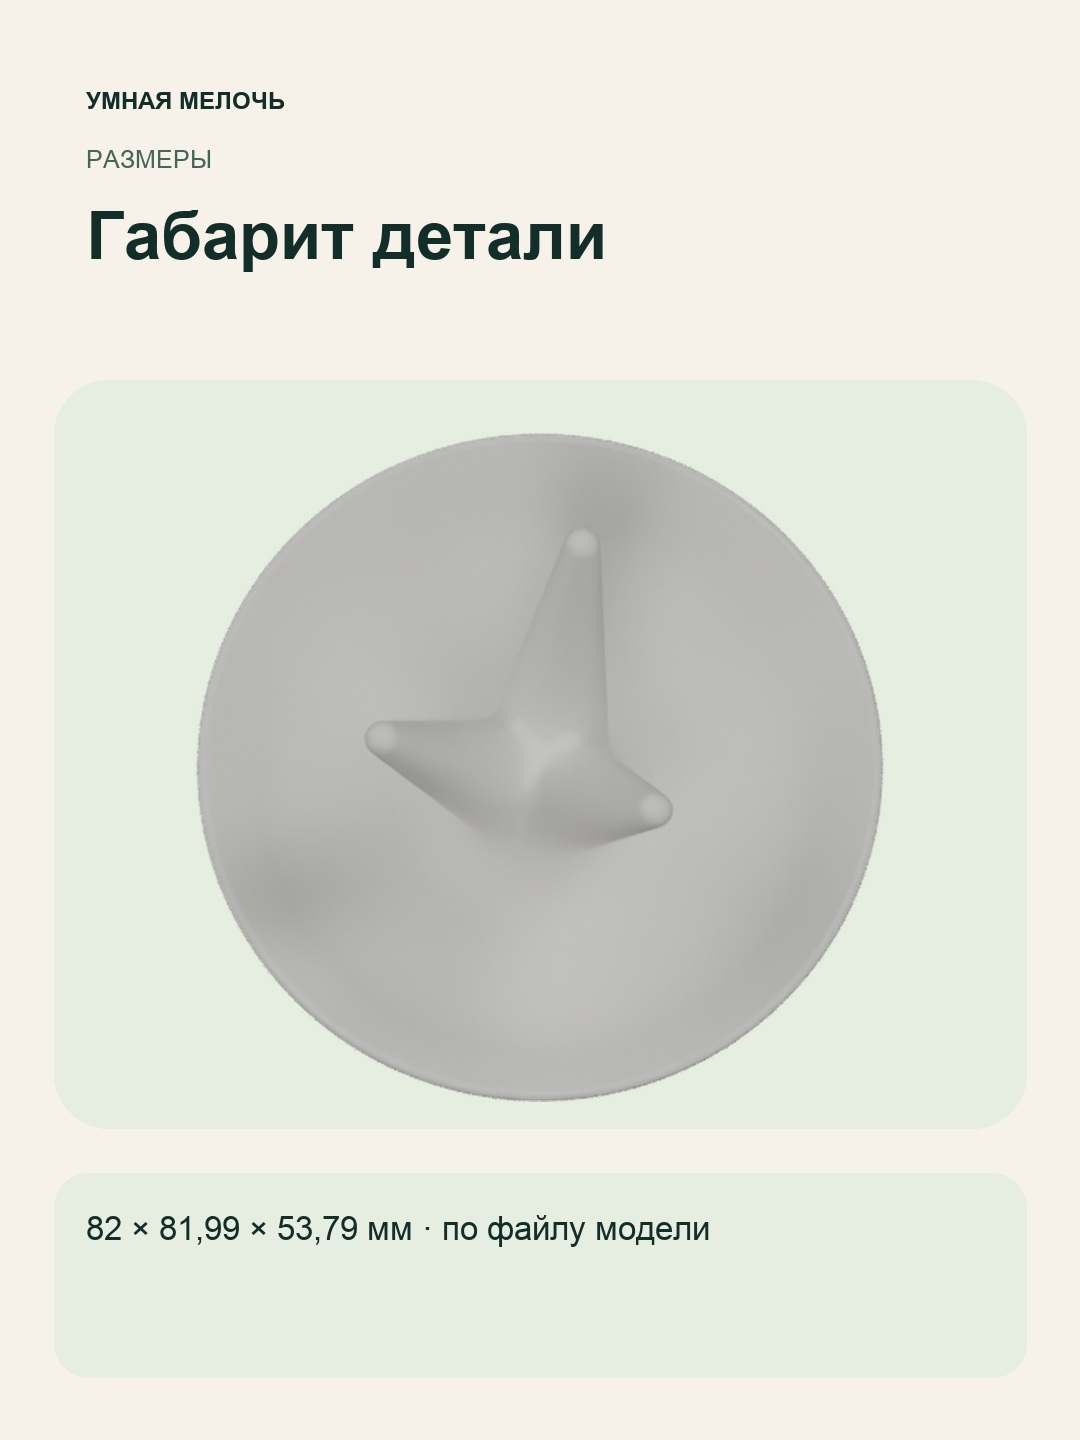 УМНАЯ МЕЛОЧЬ
РАЗМЕРЫ
Габарит детали
82 × 81,99 × 53,79 мм · по файлу модели